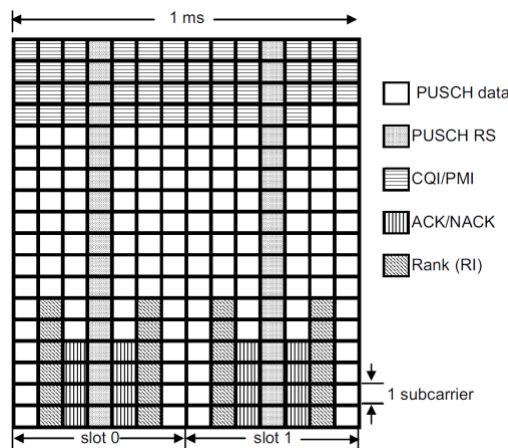 1 ms
PUSCH data
PUSCH RS
CQI/PMI
ACK/NACK
Rank (RI)
1 subcarrier
slot 0
slot 1